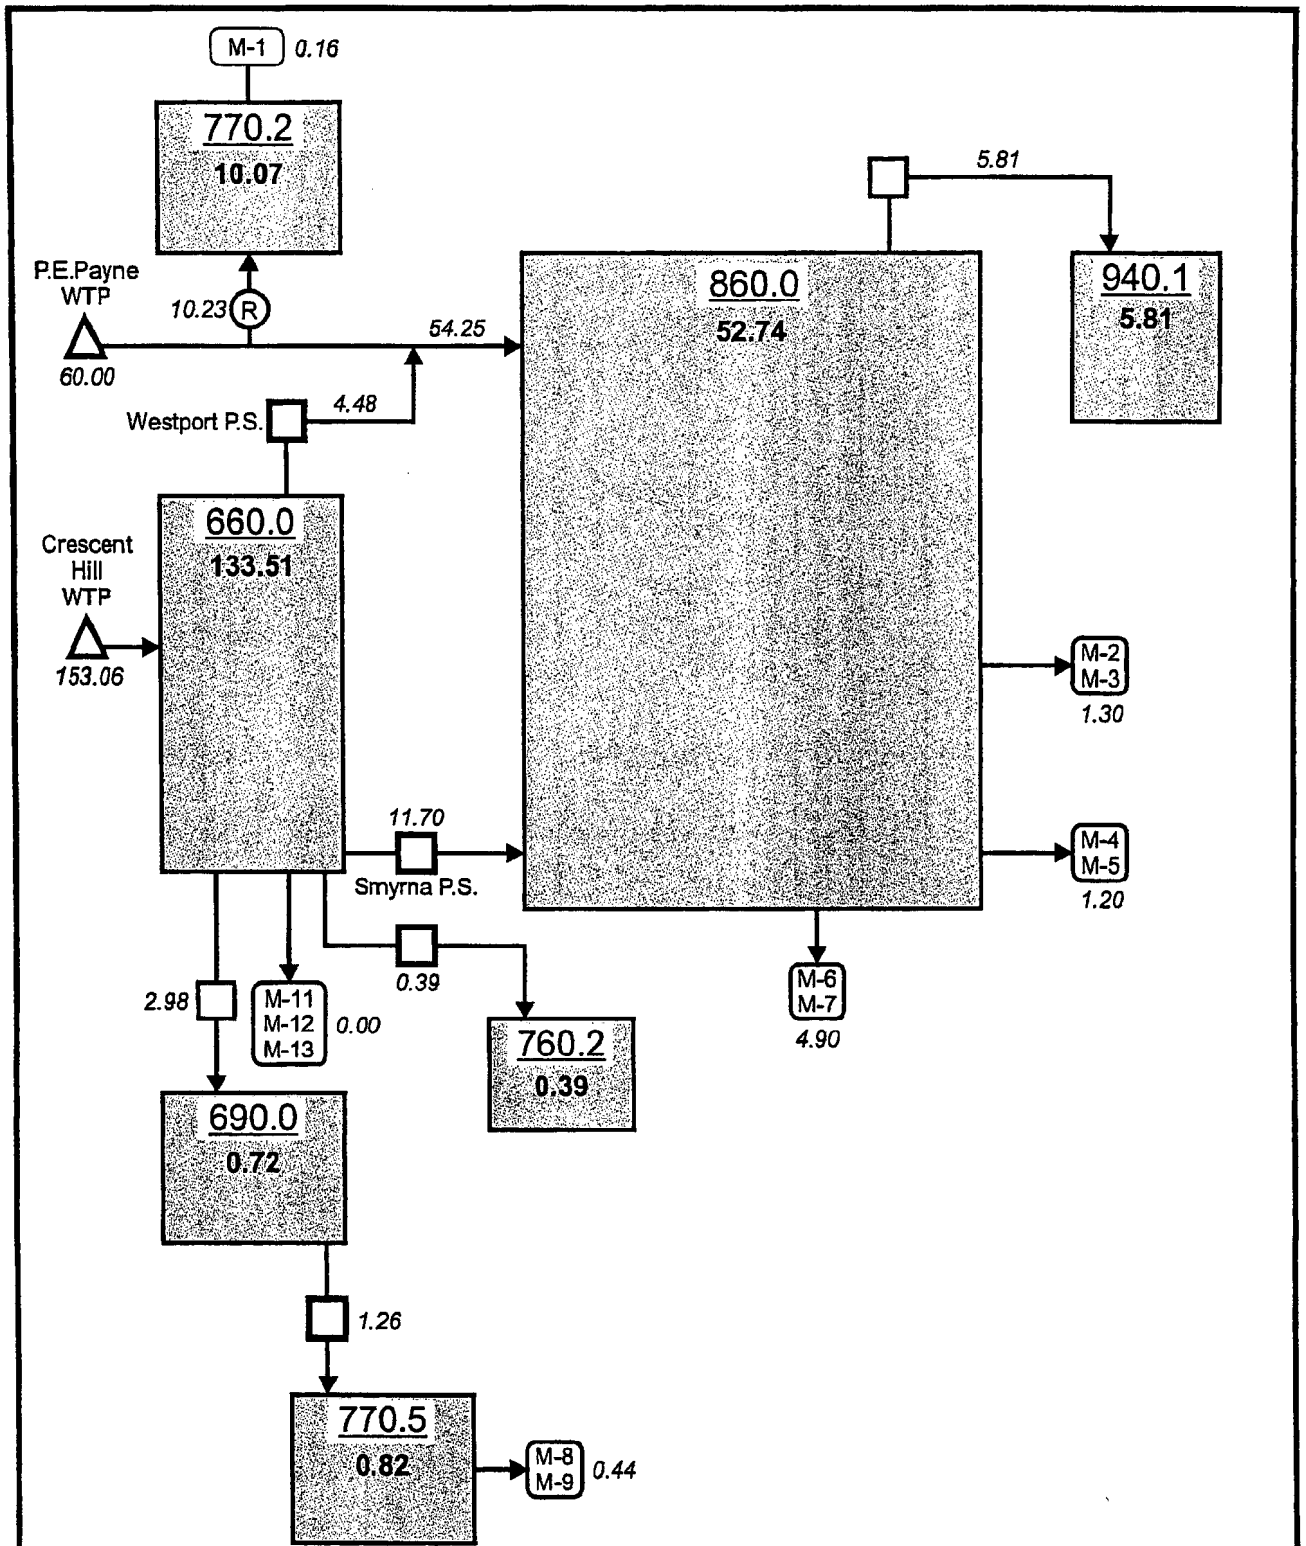 M-1 0.16
770.2
10.07
5.81
P.E.Payne
WTP
10.23 R
60.00
54.25
860.0
52.74
940.1
5.81
Westport P.S.
4.48
660.0
133.51
Crescent
Hill
WTP
153.06
M-2
M-3
1.30
11.70
Smyrna P.S.
M-4
M-5
1.20
0.39
M-6
M-7
4.90
2.98
M-11
M-12
M-13
0.00
760.2
0.39
690.0
0.72
1.26
770.5
0.82
M-8
M-9
0.44